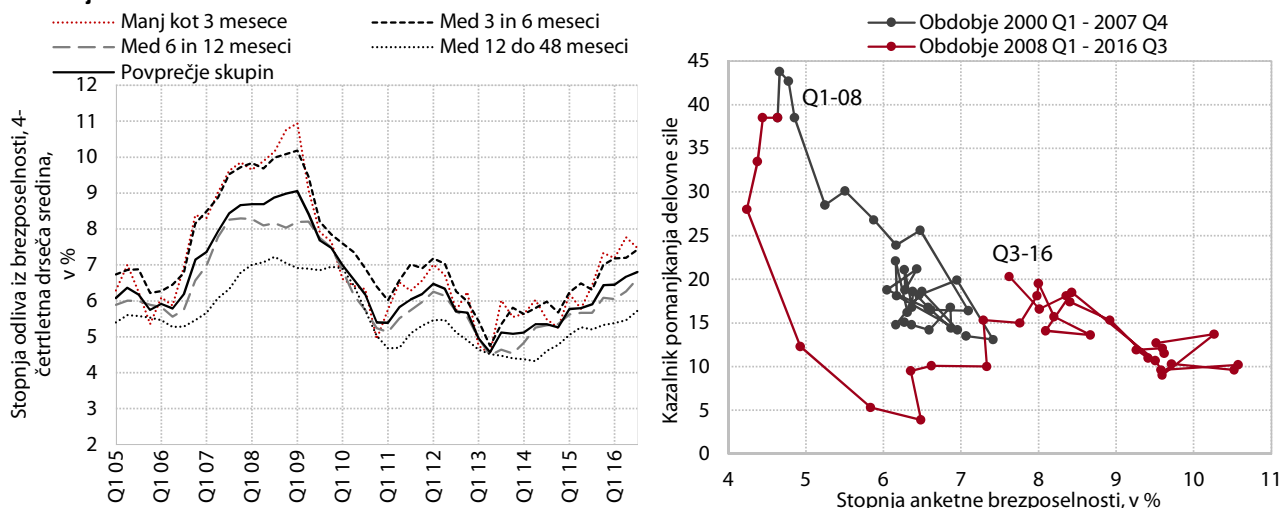 Manj kot 3 mesece
Med 3 in 6 meseci
Med 6 in 12 meseci
Med 12 do 48 meseci
Povprečje skupin
Stopnja odliva iz brezposelnosti, 4-
četrtletna drseča sredina,
v %
12
11
10
9
8
7
6
5
4
3
2
Q1 05
Q1 06
Q1 07
Q1 08
Q1 09
Q1 10
Q1 11
Q1 12
Q1 13
Q1 14
Q1 15
Q1 16
Obdobje 2000 Q1 - 2007 Q4
Obdobje 2008 Q1 - 2016 Q3
Kazalnik pomanjkanja delovne sile
45
40
35
30
25
20
15
10
5
0
Q1-08
Q3-16
4
5
6
7
8
9
10
11
Stopnja anketne brezposelnosti, v %